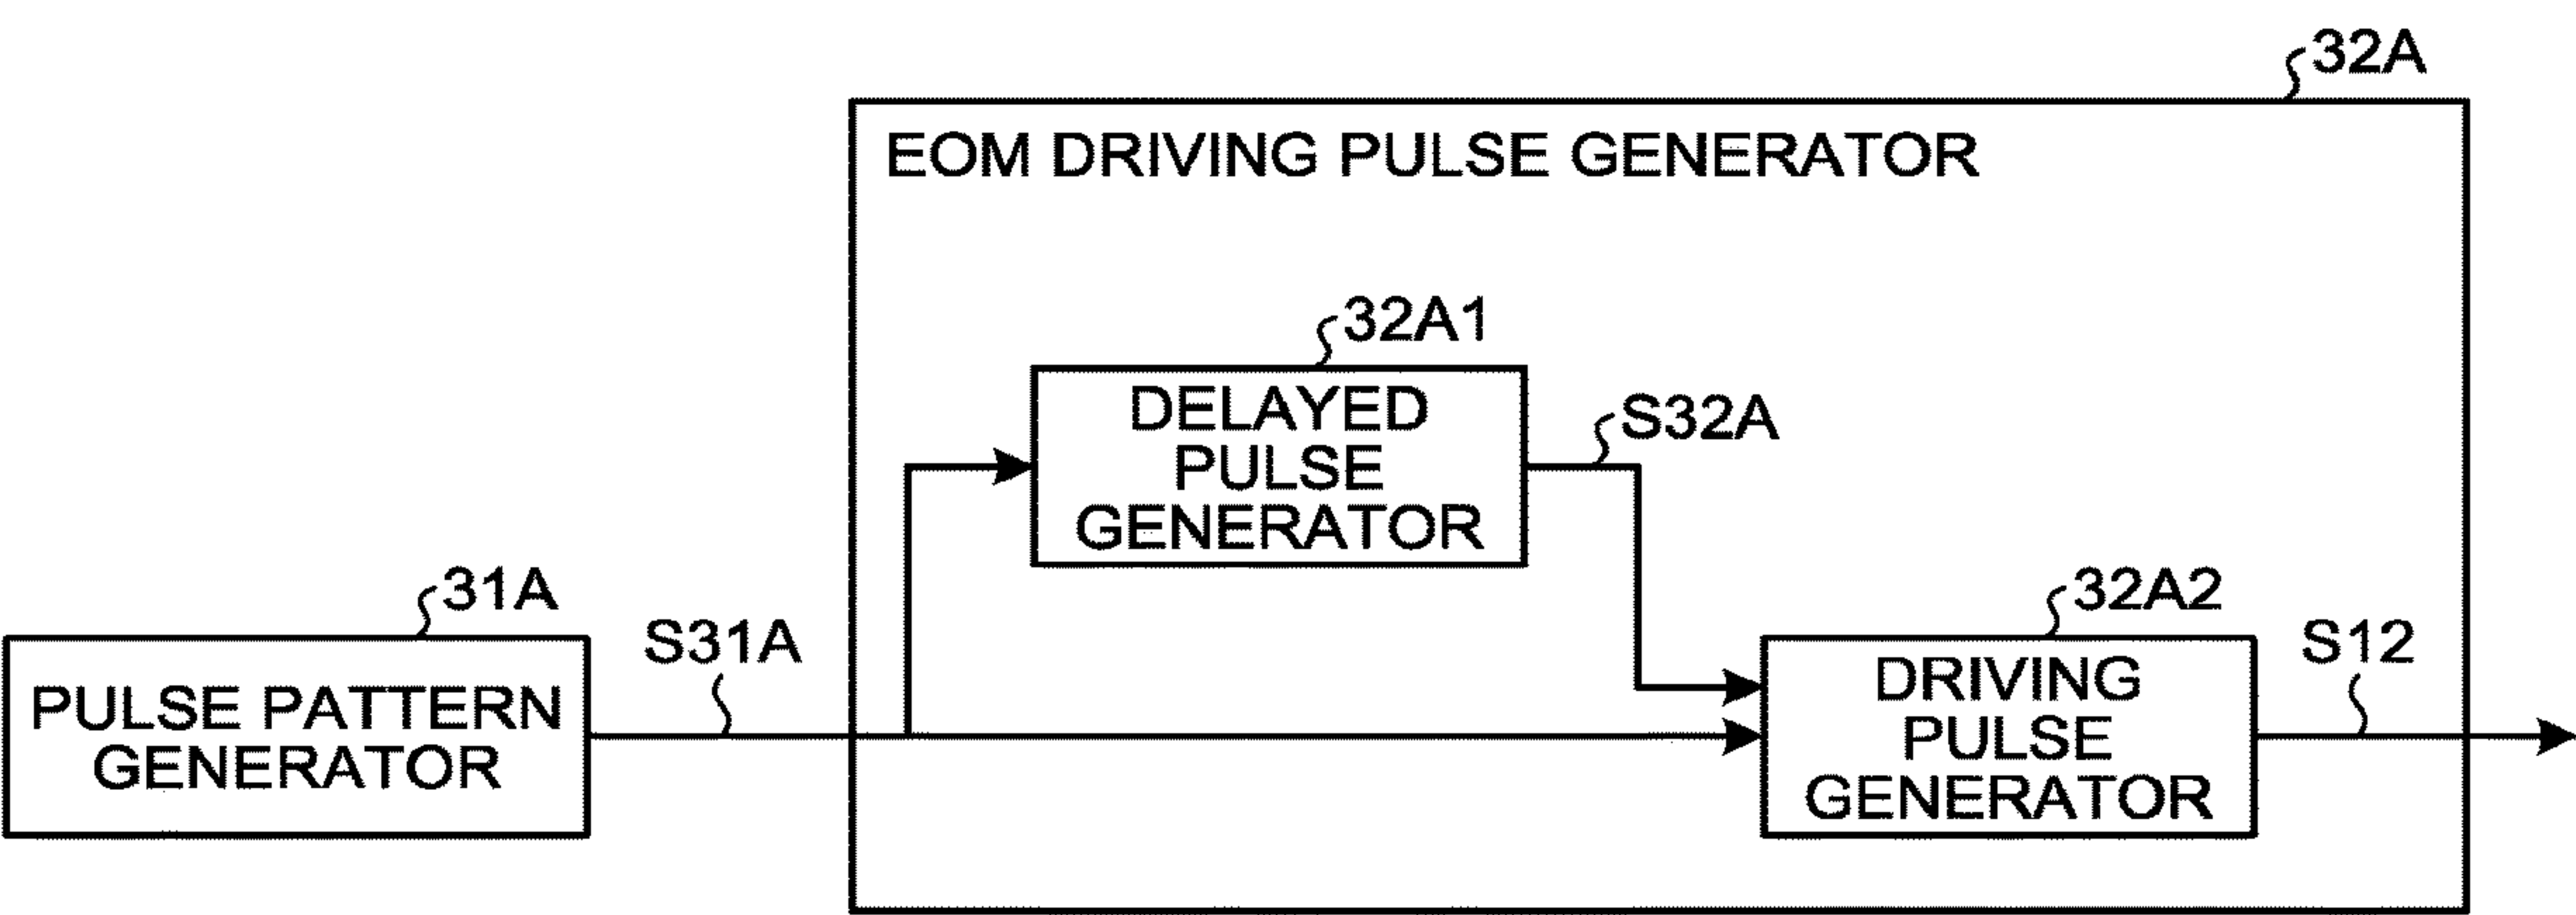 32A
EOM DRIVING PULSE GENERATOR
32A1
DELAYED
PULSE
GENERATOR
S32A
31A
S31A
PULSE PATTERN
GENERATOR
32A2
DRIVING
PULSE
GENERATOR
S12